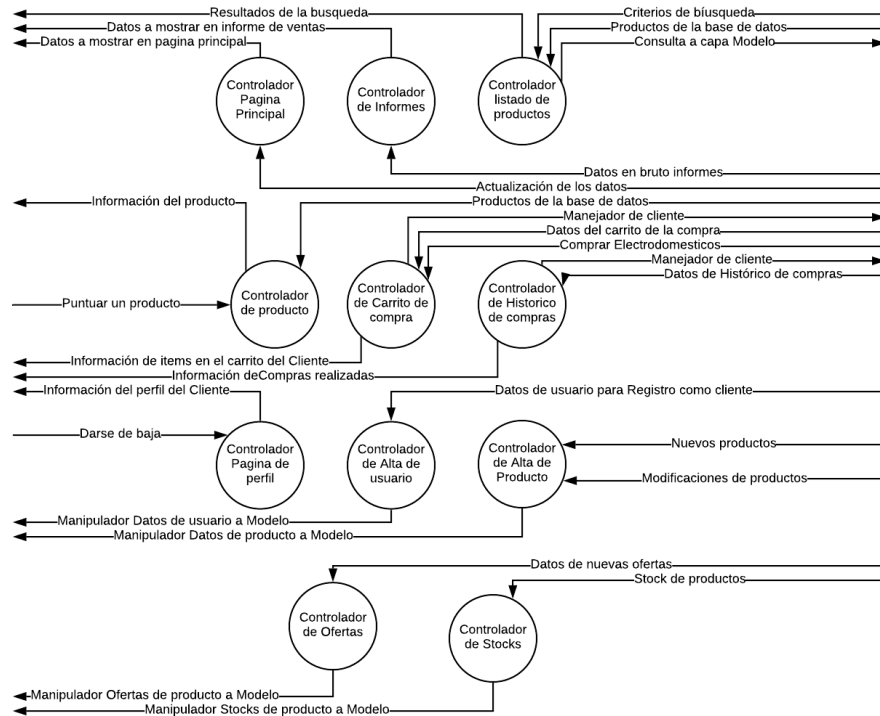 Resultados de la busqueda
Criterios de bíusqueda
Datos a mostrar en informe de ventas
Productos de la base de datos
Datos a mostrar en pagina principal
Consulta a capa Modelo
Controlador
Pagina
Principal
Controlador
de Informes
Controlador
listado de
productos
Datos en bruto informes
Actualización de los datos
Información del producto
Productos de la base de datos
Manejador de cliente
Datos del carrito de la compra
Comprar Electrodomesticos
Manejador de cliente
Datos de Histórico de compras
Puntuar un producto
Controlador
de producto
Controlador
de Carrito de
compra
Controlador
de Historico
de compras
Información de items en el carrito del Cliente
Información deCompras realizadas
Información del perfil del Cliente
Datos de usuario para Registro como cliente
Darse de baja
Controlador
Pagina de
perfil
Controlador
de Alta de
usuario
Controlador
de Alta de
Producto
Nuevos productos
Modificaciones de productos
Manipulador Datos de usuario a Modelo
Manipulador Datos de producto a Modelo
Datos de nuevas ofertas
Stock de productos
Controlador
de Ofertas
Controlador
de Stocks
Manipulador Ofertas de producto a Modelo
Manipulador Stocks de producto a Modelo